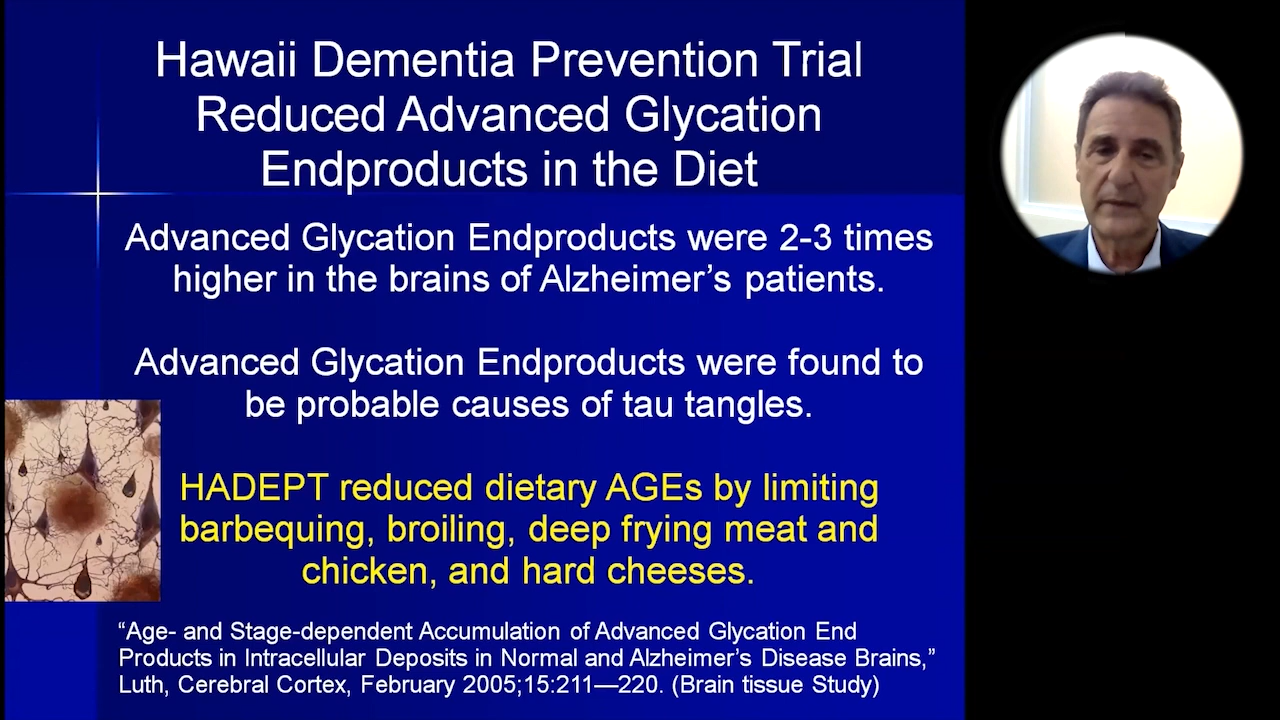 Hawaii Dementia Prevention Trial
Reduced Advanced Glycation
Endproducts in the Diet
Advanced Glycation Endproducts were 2-3 times
higher in the brains of Alzheimer’s patients.
Advanced Glycation Endproducts were found to
be probable causes of tau tangles.
HADEPT reduced dietary AGEs by limiting
barbequing, broiling, deep frying meat and
chicken, and hard cheeses.
“Age- and Stage-dependent Accumulation of Advanced Glycation End
Products in Intracellular Deposits in Normal and Alzheimer’s Disease Brains,”
Luth, Cerebral Cortex, February 2005;15:211—220. (Brain tissue Study)